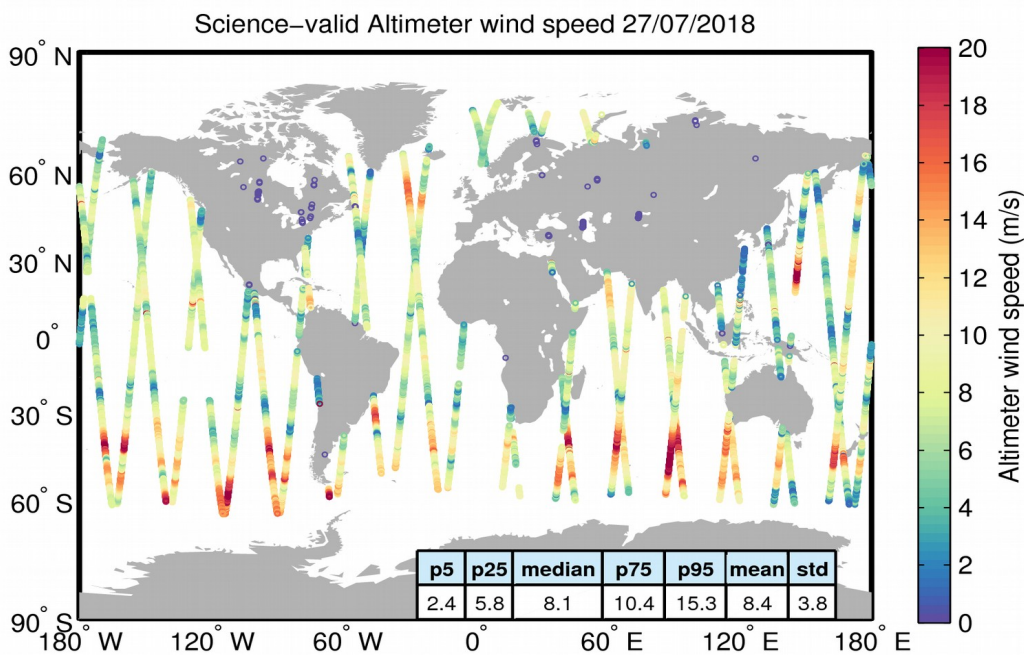 Science−valid Altimeter wind speed 27/07/2018
90° N
60° N
30° N
0°
30° S
60° S
90° S
180° W
120° W
60° W
0°
60° E
120° E
180° E
p5 p25 median p75 p95 mean std
2.4 5.8 8.1 10.4 15.3 8.4 3.8
20
18
16
14
12
10
8
6
4
2
0
Altimeter wind speed (m/s)